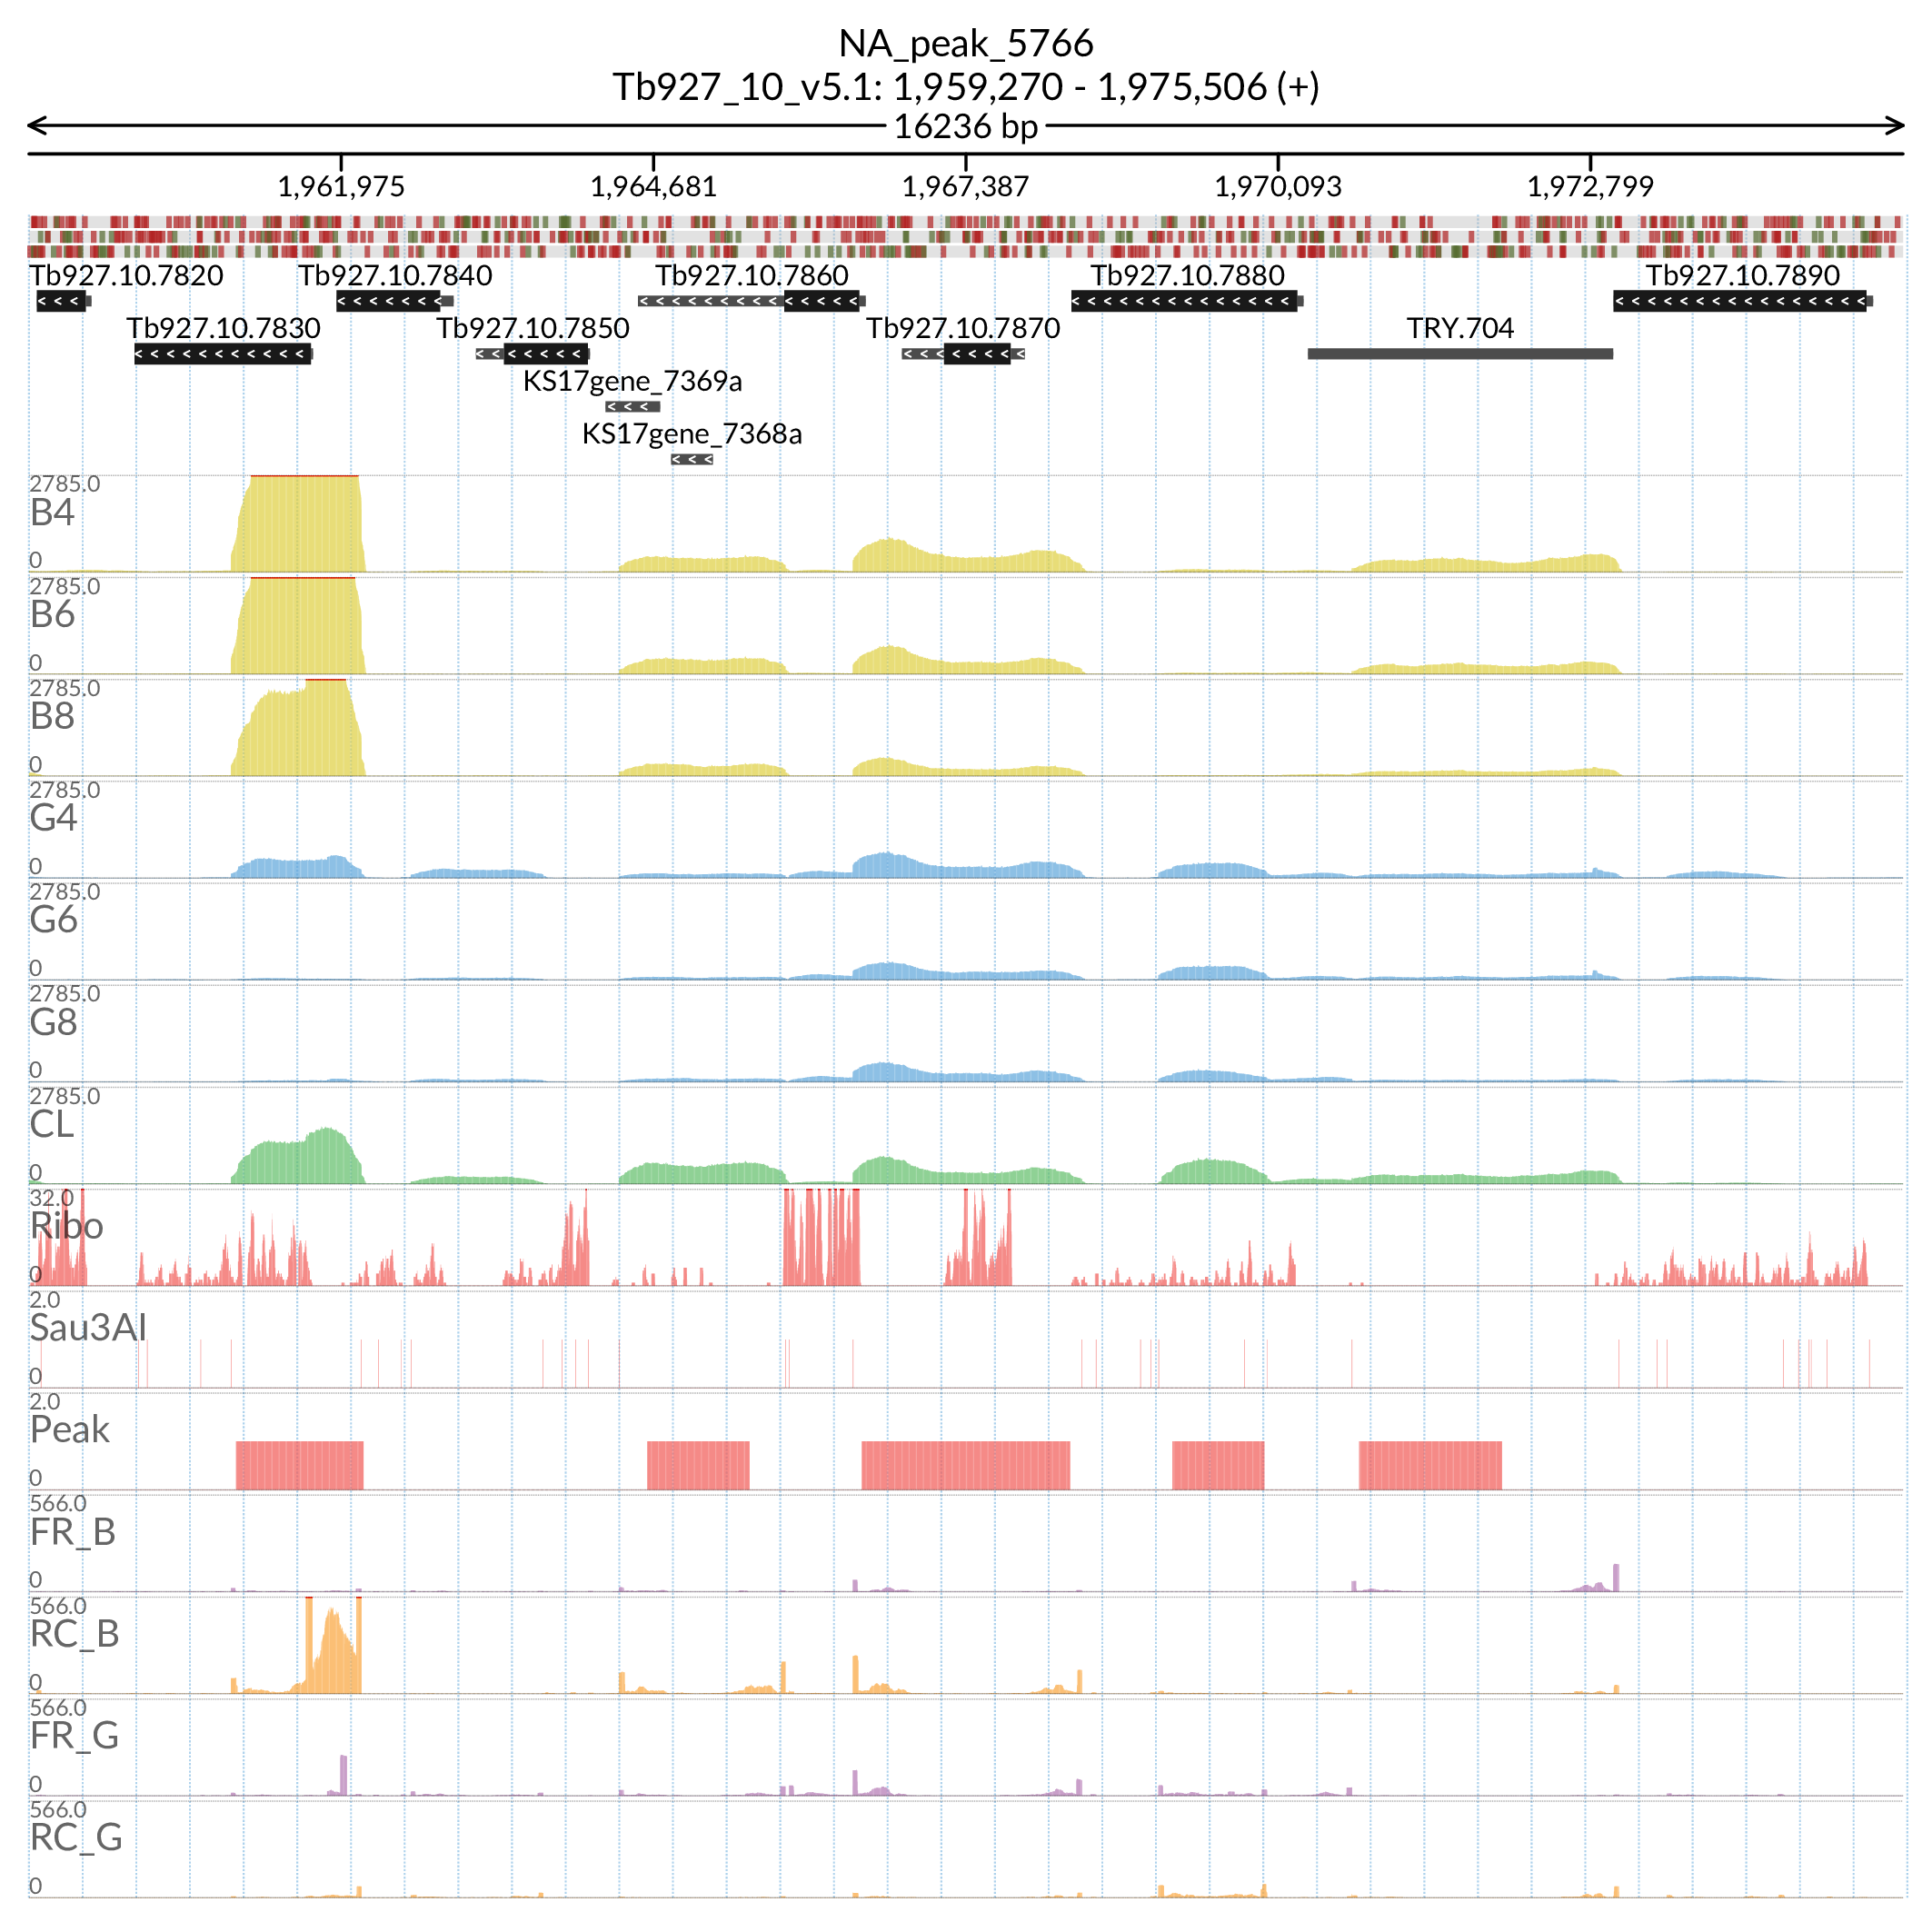 NA_peak_5766
Tb927_10_v5.1: 1,959,270 - 1,975,506 (+)
16236 bp
1,961,975 1,964,681 1,967,387 1,970,093 1,972,799
Tb927.10.7820 Tb927.10.7840 Tb927.10.7860 Tb927.10.7880 Tb927.10.7890
Tb927.10.7830 Tb927.10.7850 Tb927.10.7870 TRY.704
KS17gene_7369a
KS17gene_7368a
2785.0
B4
0
2785.0
B6
0
2785.0
B8
0
2785.0
G4
0
2785.0
G6
0
2785.0
G8
0
2785.0
CL
0
32.0
Ribo
0
2.0
Sau3AI
0
2.0
Peak
0
566.0
FR_B
0
566.0
RC_B
0
566.0
FR_G
0
566.0
RC_G
0